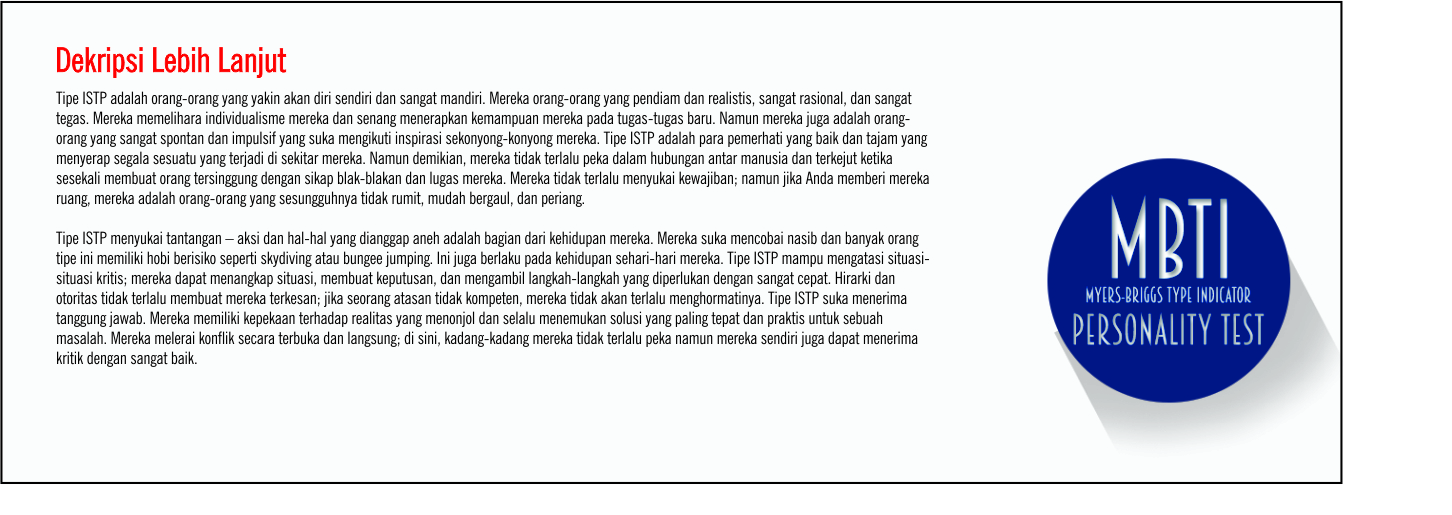 Dekripsi Lebih Lanjut
Tipe ISTP adalah orang-orang yang yakin akan diri sendiri dan sangat mandiri. Mereka orang-orang yang pendiam dan realistis, sangat rasional, dan sangat
tegas. Mereka memelihara individualisme mereka dan senang menerapkan kemampuan mereka pada tugas-tugas baru. Namun mereka juga adalah orang-
orang yang sangat spontan dan impulsif yang suka mengikuti inspirasi sekonyong-konyong mereka. Tipe ISTP adalah para pemerhati yang baik dan tajam yang
menyerap segala sesuatu yang terjadi di sekitar mereka. Namun demikian, mereka tidak terlalu peka dalam hubungan antar manusia dan terkejut ketika
sesekali membuat orang tersinggung dengan sikap blak-blakan dan lugas mereka. Mereka tidak terlalu menyukai kewajiban; namun jika Anda memberi mereka
ruang, mereka adalah orang-orang yang sesungguhnya tidak rumit, mudah bergaul, dan periang.
Tipe ISTP menyukai tantangan – aksi dan hal-hal yang dianggap aneh adalah bagian dari kehidupan mereka. Mereka suka mencobai nasib dan banyak orang
tipe ini memiliki hobi berisiko seperti skydiving atau bungee jumping. Ini juga berlaku pada kehidupan sehari-hari mereka. Tipe ISTP mampu mengatasi situasi-
situasi kritis; mereka dapat menangkap situasi, membuat keputusan, dan mengambil langkah-langkah yang diperlukan dengan sangat cepat. Hirarki dan
otoritas tidak terlalu membuat mereka terkesan; jika seorang atasan tidak kompeten, mereka tidak akan terlalu menghormatinya. Tipe ISTP suka menerima
tanggung jawab. Mereka memiliki kepekaan terhadap realitas yang menonjol dan selalu menemukan solusi yang paling tepat dan praktis untuk sebuah
masalah. Mereka melerai konflik secara terbuka dan langsung; di sini, kadang-kadang mereka tidak terlalu peka namun mereka sendiri juga dapat menerima
kritik dengan sangat baik.
MBTI
MYERS-BRIGGS TYPE INDICATOR
PERSONALITY TEST